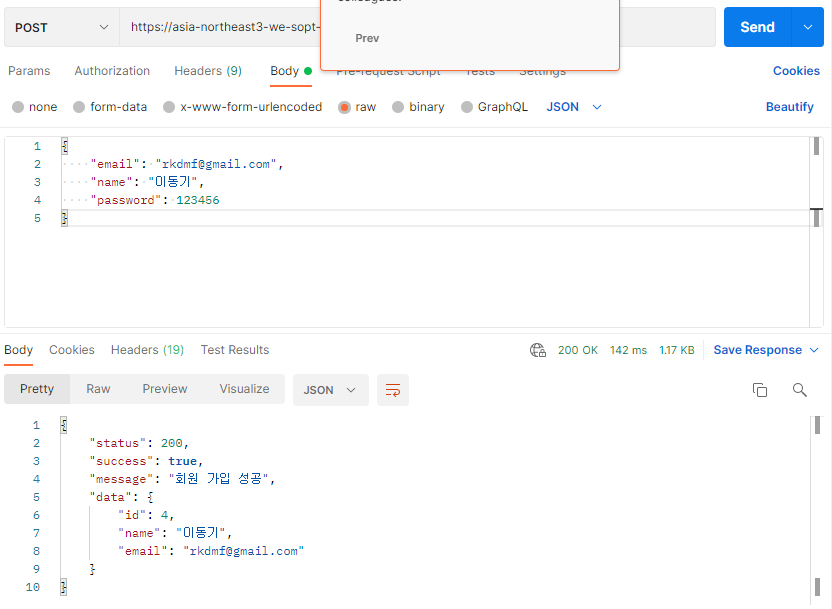 Prev
POST https://asia-northeast3-we-sopt- Send
Params Authorization Headers (9) Body Pre-request Script Tests Settings Cookies
none form-data x-www-form-urlencoded raw binary GraphQL JSON Beautify
1 {
2 "email": "rkdmf@gmail.com",
3 "name": "이동기",
4 "password": 123456
5 }
Body Cookies Headers (19) Test Results 200 OK 142 ms 1.17 KB Save Response
Pretty Raw Preview Visualize JSON
1 {
2 "status": 200,
3 "success": true,
4 "message": "회원 가입 성공",
5 "data": {
6 "id": 4,
7 "name": "이동기",
8 "email": "rkdmf@gmail.com"
9 }
10 }